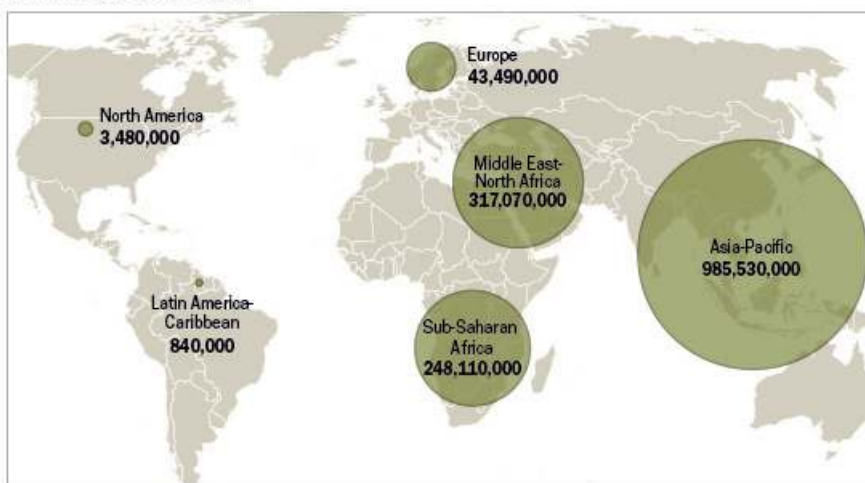 Europe
43,490,000
North America
3,480,000
Middle East-
North Africa
317,070,000
Asia-Pacific
985,530,000
Latin America-
Caribbean
840,000
Sub-Saharan
Africa
248,110,000